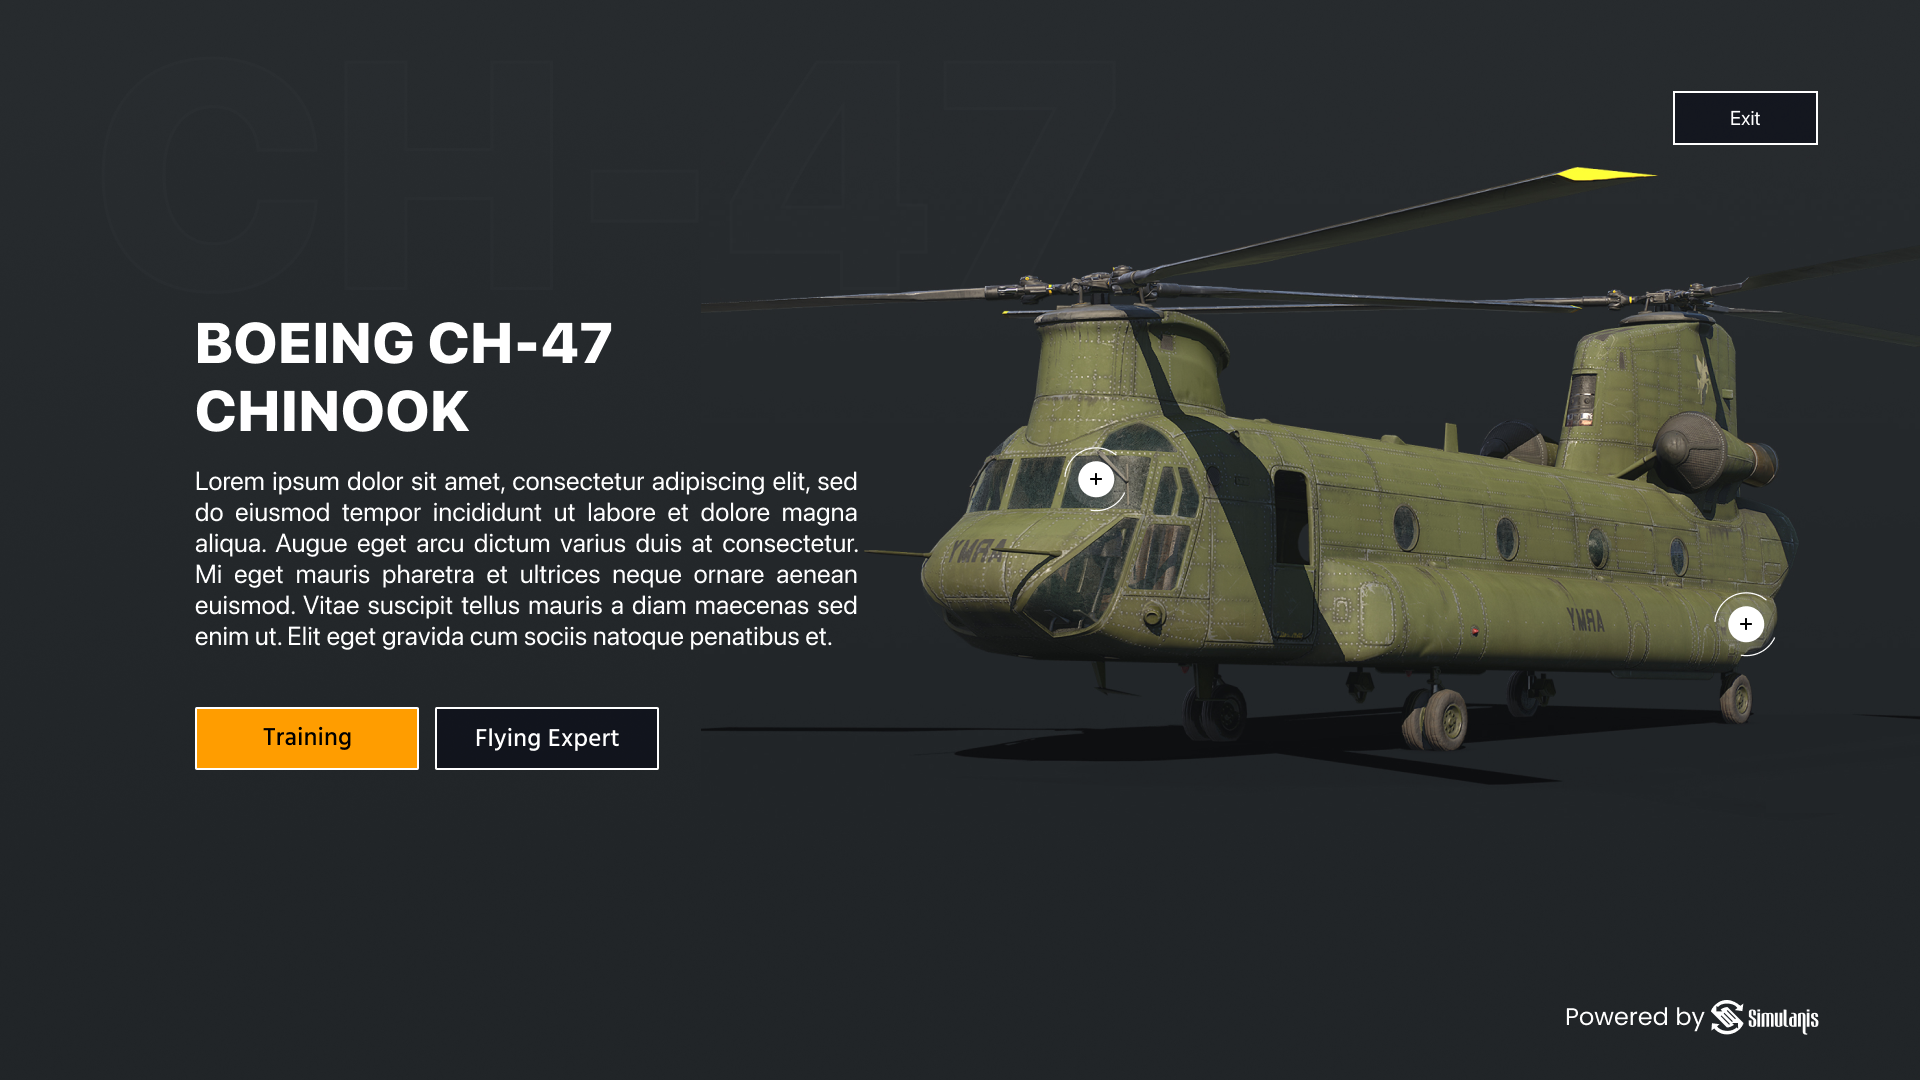 CH-47
Exit
BOEING CH-47
CHINOOK
Lorem ipsum dolor sit amet, consectetur adipiscing elit, sed
do eiusmod tempor incididunt ut labore et dolore magna
aliqua. Augue eget arcu dictum varius duis at consectetur.
Mi eget mauris pharetra et ultrices neque ornare aenean
euismod. Vitae suscipit tellus mauris a diam maecenas sed
enim ut. Elit eget gravida cum sociis natoque penatibus et.
YMRA
YMRA
Training
Flying Expert
Powered by Simulanis